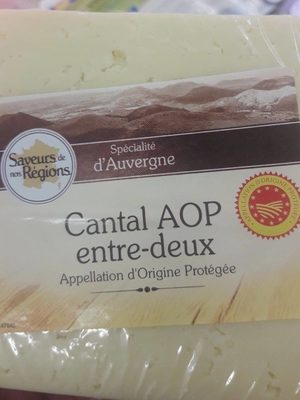 Saveurs de
nos Régions
Spécialité
d'Auvergne
Cantal AOP
entre-deux
Appellation d'Origine Protégée